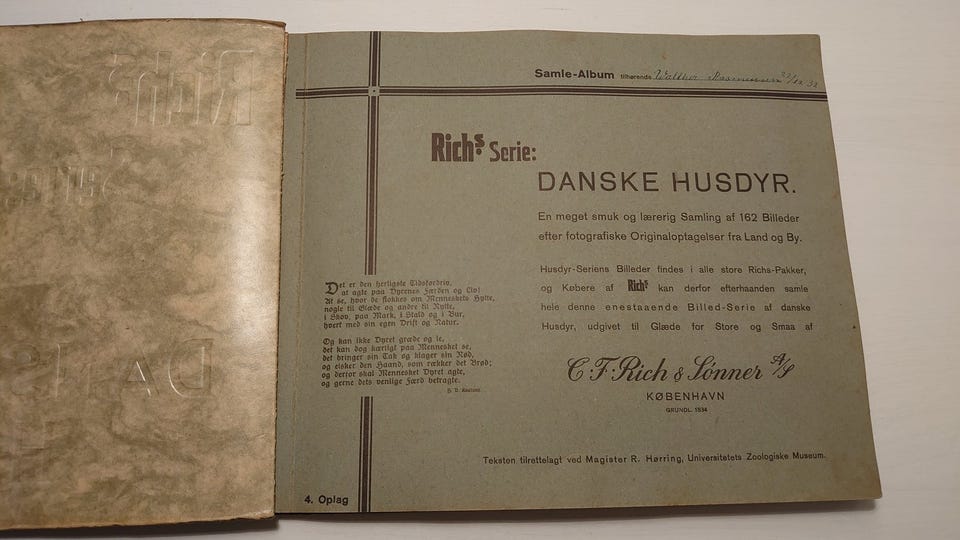 Samle-Album tilhørende Walther Rasmussen 22/12 33
Richs Serie:
DANSKE HUSDYR.
En meget smuk og lærerig Samling af 162 Billeder
efter fotografiske Originaloptagelser fra Land og By.
Husdyr-Seriens Billeder findes i alle store Richs-Pakker,
og Købere af Richs kan derfor efterhaanden samle
hele denne enestaaende Billed-Serie af danske
Husdyr, udgivet til Glæde for Store og Smaa af
C. F. Rich & Sønner A/S
KØBENHAVN
GRUNDL. 1834
Det er den herligste Tidsfordriv,
at agte paa Dyrenes Færden og Liv!
At se, hvor de flokkes om Menneskets Hytte,
nogle til Glæde og andre til Nytte,
i Skov, paa Mark, i Stald og i Bur,
hvert med sin egen Drift og Natur.
Og kan ikke Dyret græde og le,
det kan dog kærligt paa Mennesket se,
det bringer sin Tak og klager sin Nød,
og elsker den Haand, som rækker det Brød;
og derfor skal Mennesket Dyret agte,
og gerne dets venlige Færd betragte.
H. V. Kaalund
Teksten tilrettelagt ved Magister R. Hørring, Universitetets Zoologiske Museum.
4. Oplag